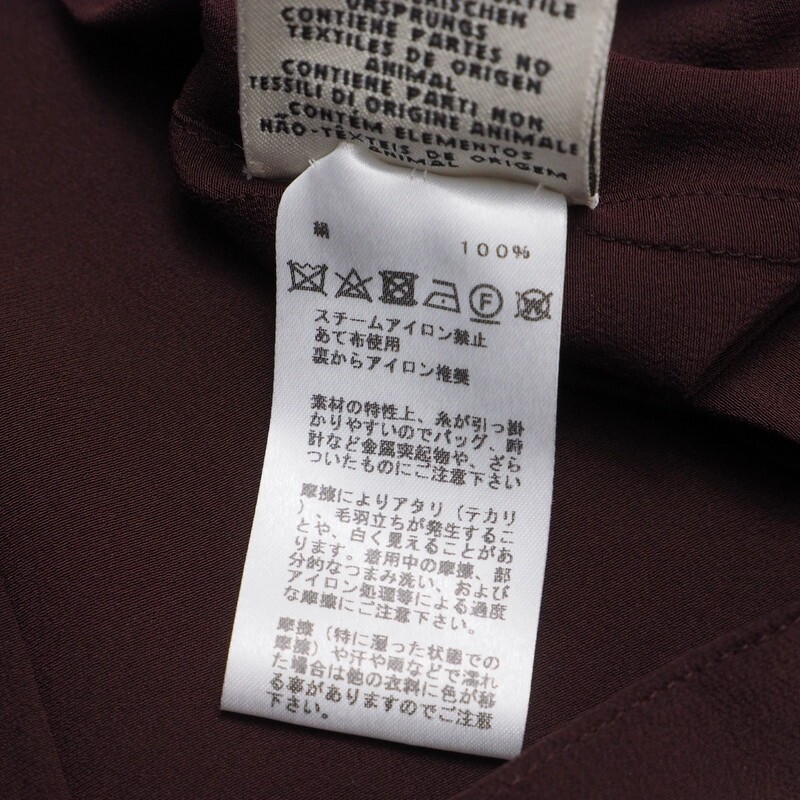 TEXTILE
TIERISCHEN
URSPRUNGS
CONTIENE PARTES NO
TEXTILES DE ORIGEN
ANIMAL
CONTIENE PARTI NON
TESSILI DI ORIGINE ANIMALE
CONTÉM ELEMENTOS
NÃO-TÊXTEIS DE
ANIMAL DE ORIGEM
絹 100%
F
W
スチームアイロン禁止
あて布使用
裏からアイロン推奨
素材の特性上、糸が引っ掛
かりやすいのでバッグ、時
計など金属突起物や、ざら
ついたものにご注意下さい
摩擦によりアタリ（テカリ
）、毛羽立ちが発生するこ
とや、白く見えることがあ
ります。着用中の摩擦、部
分的なつまみ洗い、および
アイロン処理等による過度
な摩擦にご注意下さい。
摩擦（特に湿った状態での
摩擦）や汗や雨などで濡れ
た場合は他の衣料に色が移
る事がありますのでご注意
下さい。